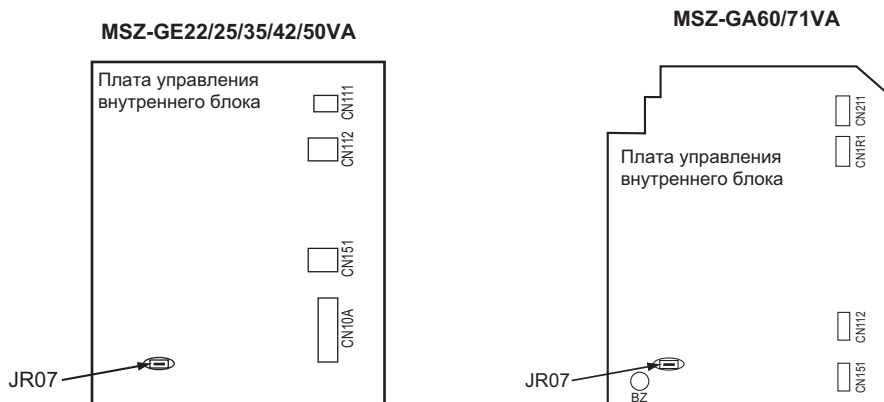 MSZ-GE22/25/35/42/50VA
Плата управления
внутреннего блока
CN111
CN112
CN151
CN10A
JR07
MSZ-GA60/71VA
Плата управления
внутреннего блока
CN211
CN1R1
CN112
CN151
JR07
BZ